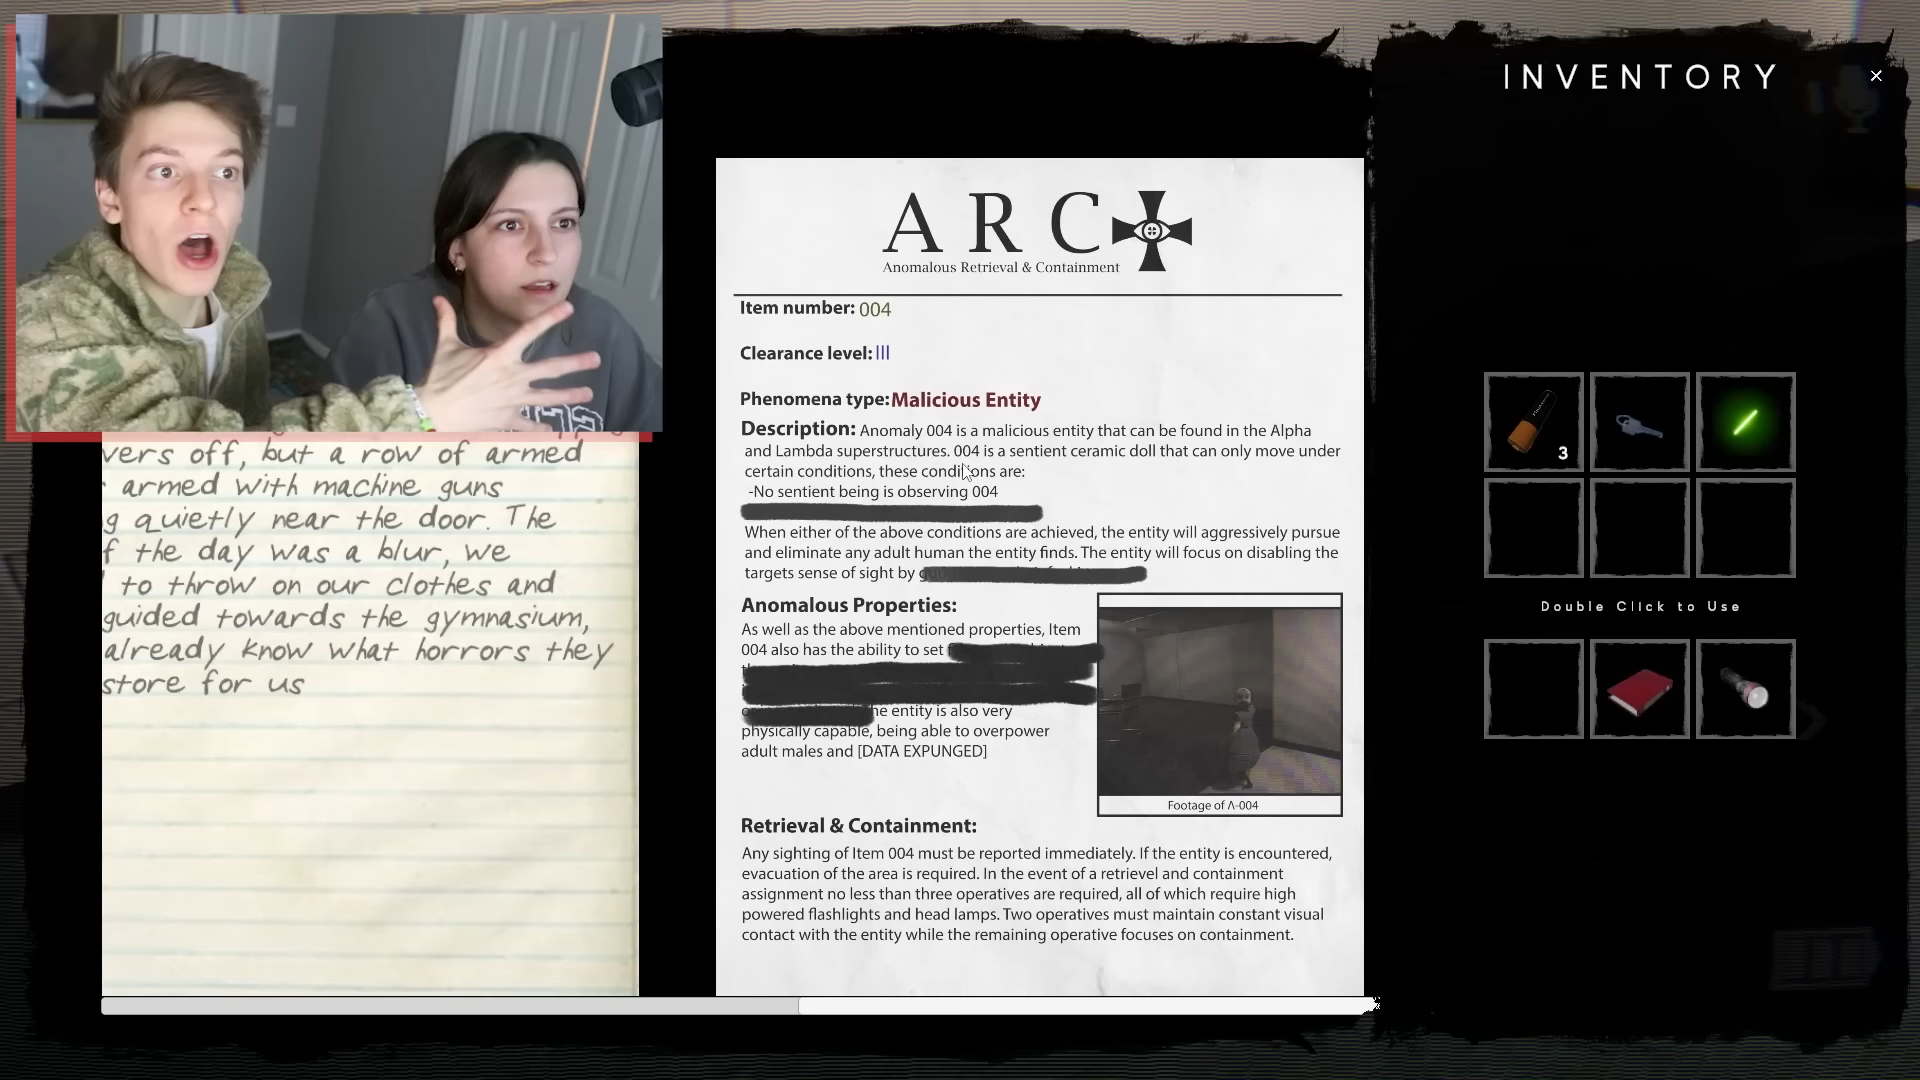 INVENTORY
ARC
Anomalous Retrieval & Containment
Item number: 004
Clearance level: III
Phenomena type: Malicious Entity
Description: Anomaly 004 is a malicious entity that can be found in the Alpha
and Lambda superstructures. 004 is a sentient ceramic doll that can only move under
certain conditions, these conditions are:
-No sentient being is observing 004
When either of the above conditions are achieved, the entity will aggressively pursue
and eliminate any adult human the entity finds. The entity will focus on disabling the
targets sense of sight by
Anomalous Properties:
As well as the above mentioned properties, Item
004 also has the ability to set
the entity is also very
physically capable, being able to overpower
adult males and [DATA EXPUNGED]
Footage of Λ-004
Retrieval & Containment:
Any sighting of Item 004 must be reported immediately. If the entity is encountered,
evacuation of the area is required. In the event of a retrievel and containment
assignment no less than three operatives are required, all of which require high
powered flashlights and head lamps. Two operatives must maintain constant visual
contact with the entity while the remaining operative focuses on containment.
vers off, but a row of armed
armed with machine guns
g quietly near the door. The
f the day was a blur, we
to throw on our clothes and
guided towards the gymnasium,
already know what horrors they
store for us
3
Double Click to Use